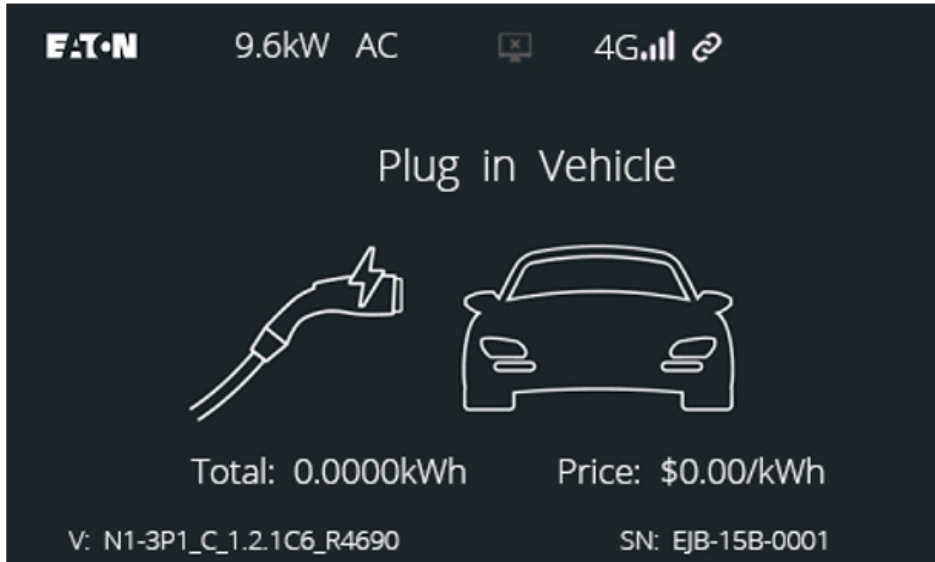 EATON 9.6kW AC 4G
Plug in Vehicle
Total: 0.0000kWh Price: $0.00/kWh
V: N1-3P1_C_1.2.1C6_R4690 SN: EJB-15B-0001